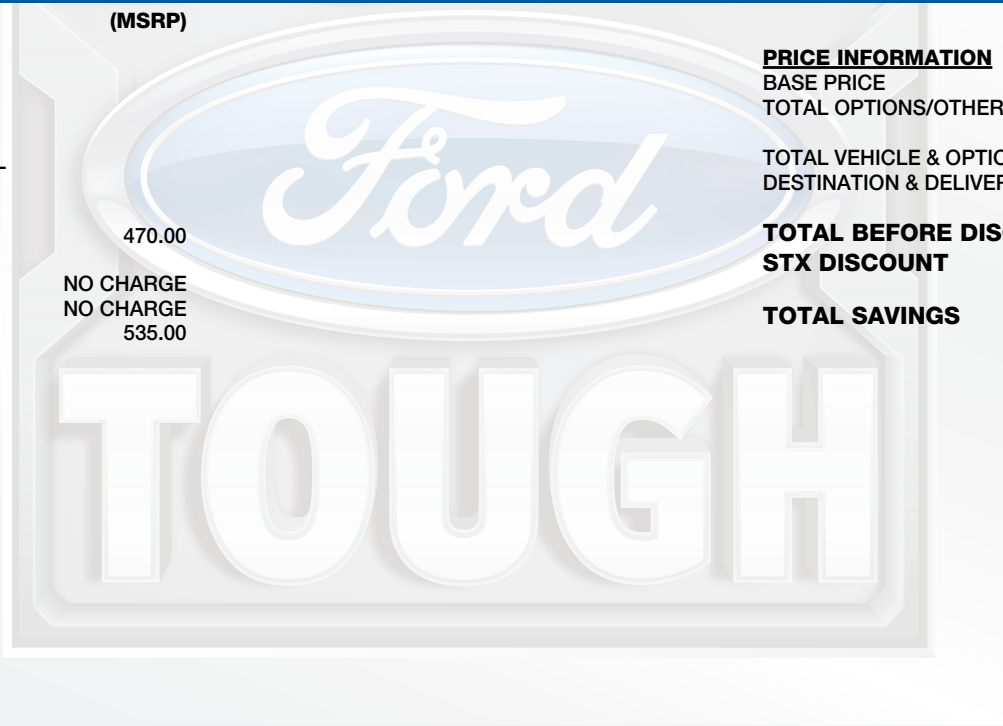 (MSRP)
470.00
NO CHARGE
NO CHARGE
535.00
PRICE INFORMATION
BASE PRICE
TOTAL OPTIONS/OTHER
TOTAL VEHICLE & OPTIO
DESTINATION & DELIVER
TOTAL BEFORE DIS
STX DISCOUNT
TOTAL SAVINGS
Ford
TOUGH